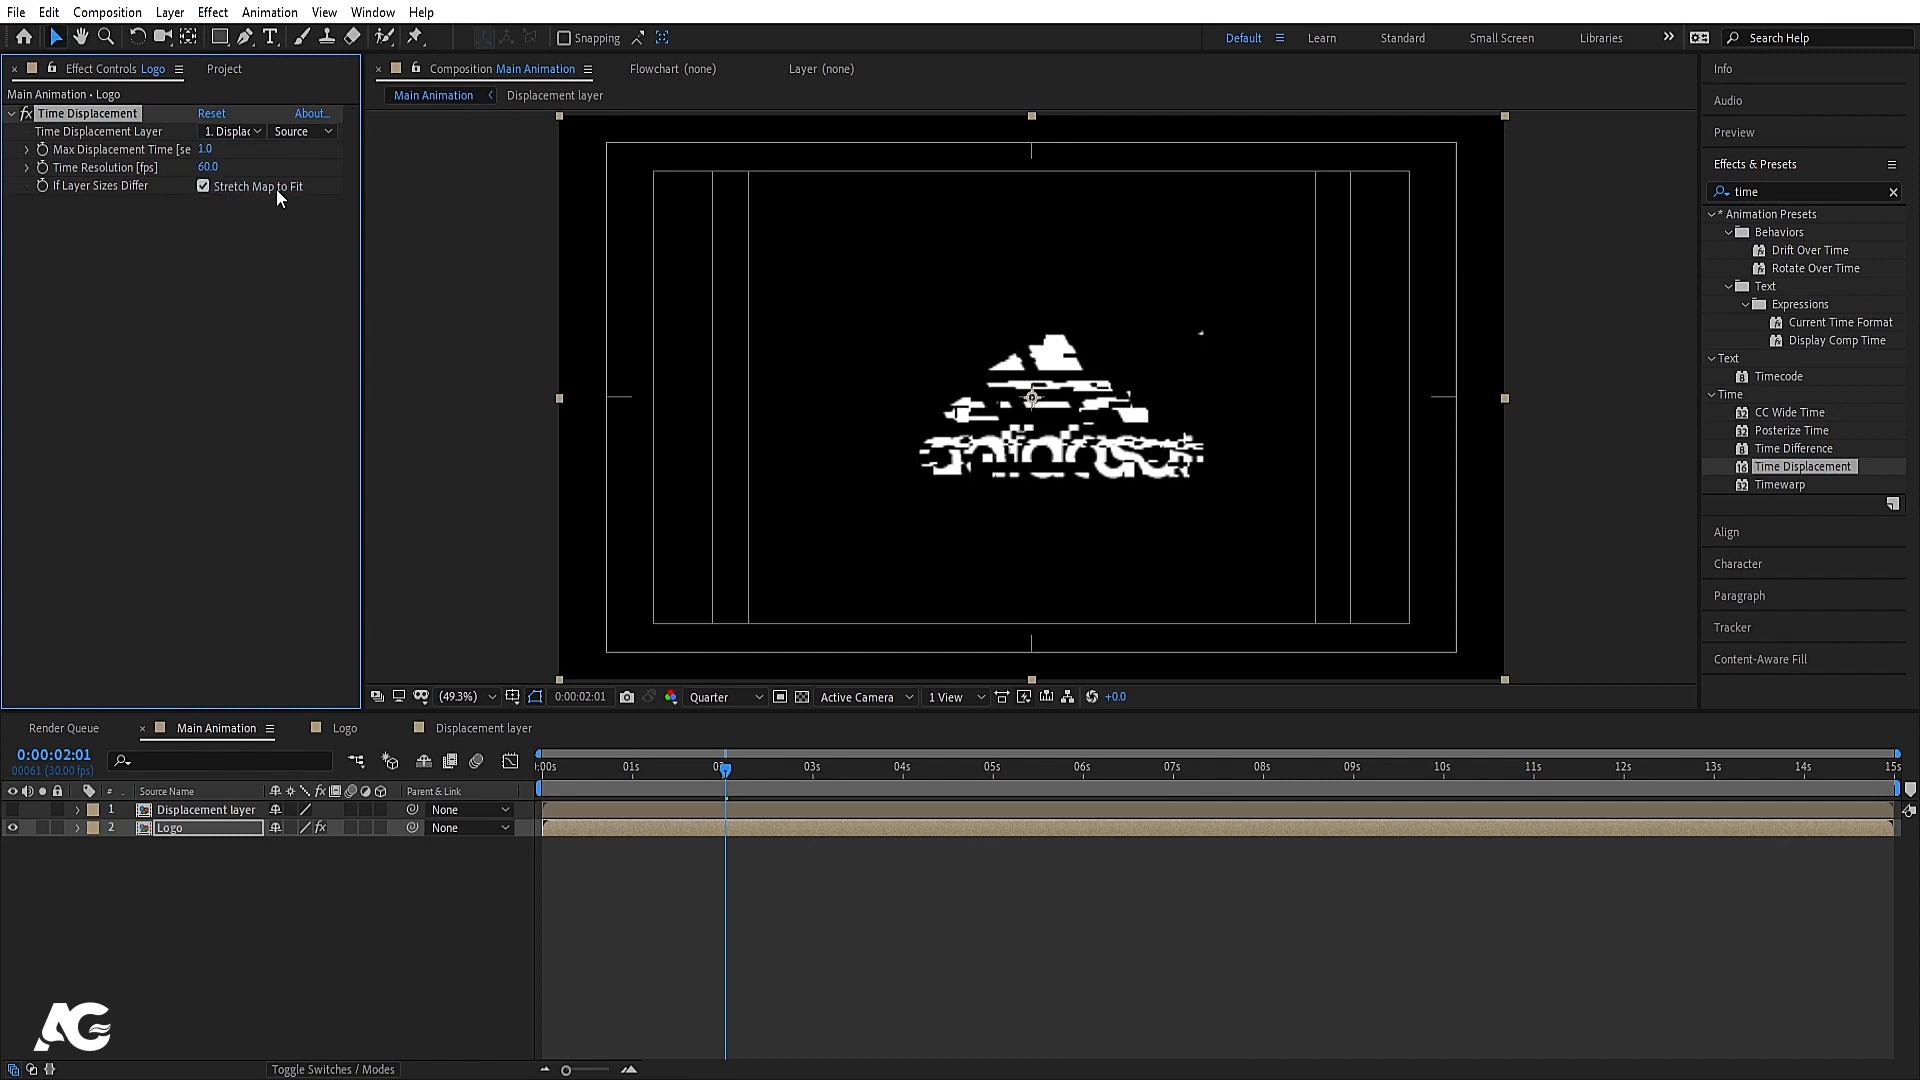 File Edit Composition Layer Effect Animation View Window Help
Snapping Default Learn Standard Small Screen Libraries Search Help
Effect Controls Logo Project
Main Animation • Logo
fx Time Displacement Reset About...
Time Displacement Layer 1. Displac Source
Max Displacement Time [se 1.0
Time Resolution [fps] 60.0
If Layer Sizes Differ Stretch Map to Fit
Composition Main Animation Flowchart (none) Layer (none)
Main Animation Displacement layer
(49.3%) 0:00:02:01 Quarter Active Camera 1 View +0.0
Info
Audio
Preview
Effects & Presets
time
* Animation Presets
Behaviors
Drift Over Time
Rotate Over Time
Text
Expressions
Current Time Format
Display Comp Time
Text
Timecode
Time
CC Wide Time
Posterize Time
Time Difference
Time Displacement
Timewarp
Align
Character
Paragraph
Tracker
Content-Aware Fill
Render Queue Main Animation Logo Displacement layer
0:00:02:01
00061 (30.00 fps)
:00s 01s 03s 04s 05s 06s 07s 08s 09s 10s 11s 12s 13s 14s 15s
# Source Name fx Parent & Link
1 Displacement layer None
2 Logo fx None
AG
Toggle Switches / Modes